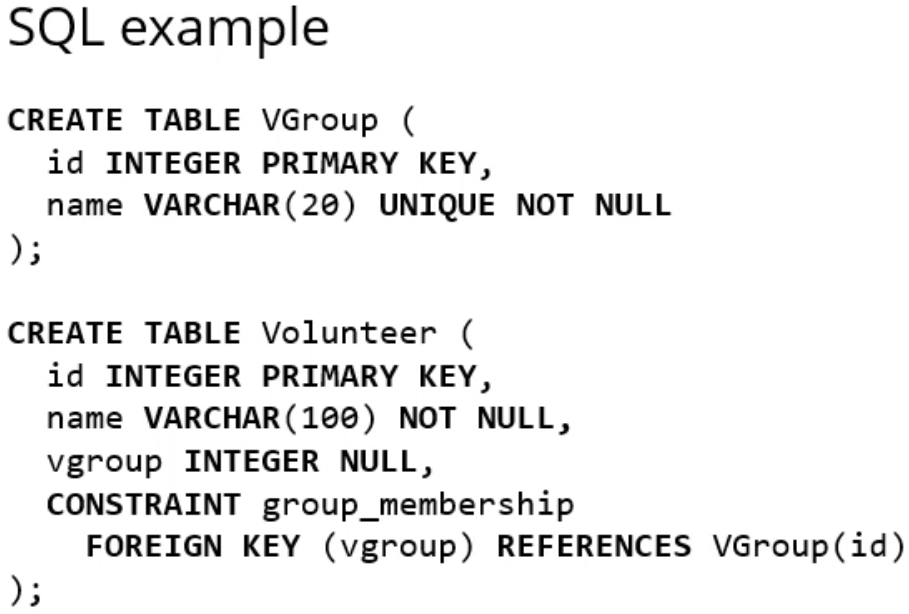 SQL example
CREATE TABLE VGroup (
  id INTEGER PRIMARY KEY,
  name VARCHAR(20) UNIQUE NOT NULL
);
CREATE TABLE Volunteer (
  id INTEGER PRIMARY KEY,
  name VARCHAR(100) NOT NULL,
  vgroup INTEGER NULL,
  CONSTRAINT group_membership
    FOREIGN KEY (vgroup) REFERENCES VGroup(id)
);